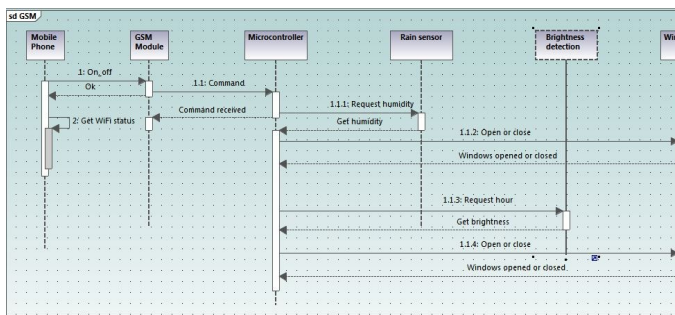 sd GSM
Mobile
Phone
GSM
Module
Microcontroller
Rain sensor
Brightness
detection
Wi
1: On_off
Ok
1.1: Command
Command received
1.1.1: Request humidity
Get humidity
2: Get WiFi status
1.1.2: Open or close
Windows opened or closed
1.1.3: Request hour
Get brightness
1.1.4: Open or close
Windows opened or closed